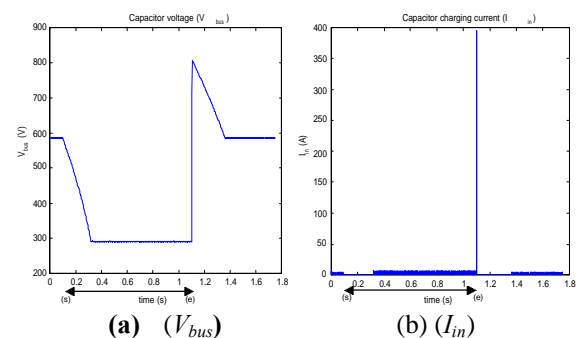 Capacitor voltage (V bus )
900
800
700
600
500
400
300
200
V bus (V)
0 0.2 0.4 0.6 0.8 1 1.2 1.4 1.6 1.8
(s) time (s) (e)
(a) (Vbus)
Capacitor charging current (I in )
400
350
300
250
200
150
100
50
0
I in (A)
0 0.2 0.4 0.6 0.8 1 1.2 1.4 1.6 1.8
(s) time (s) (e)
(b) (Iin)